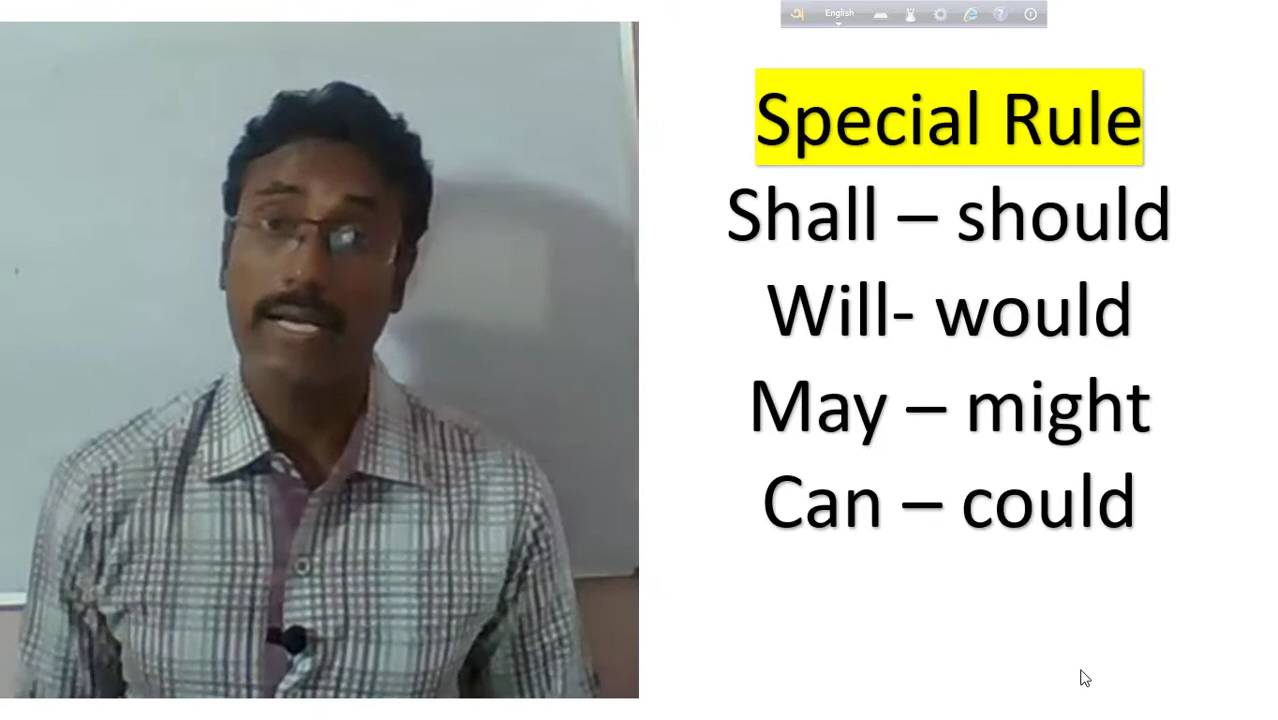 அ English
Special Rule
Shall – should
Will- would
May – might
Can – could